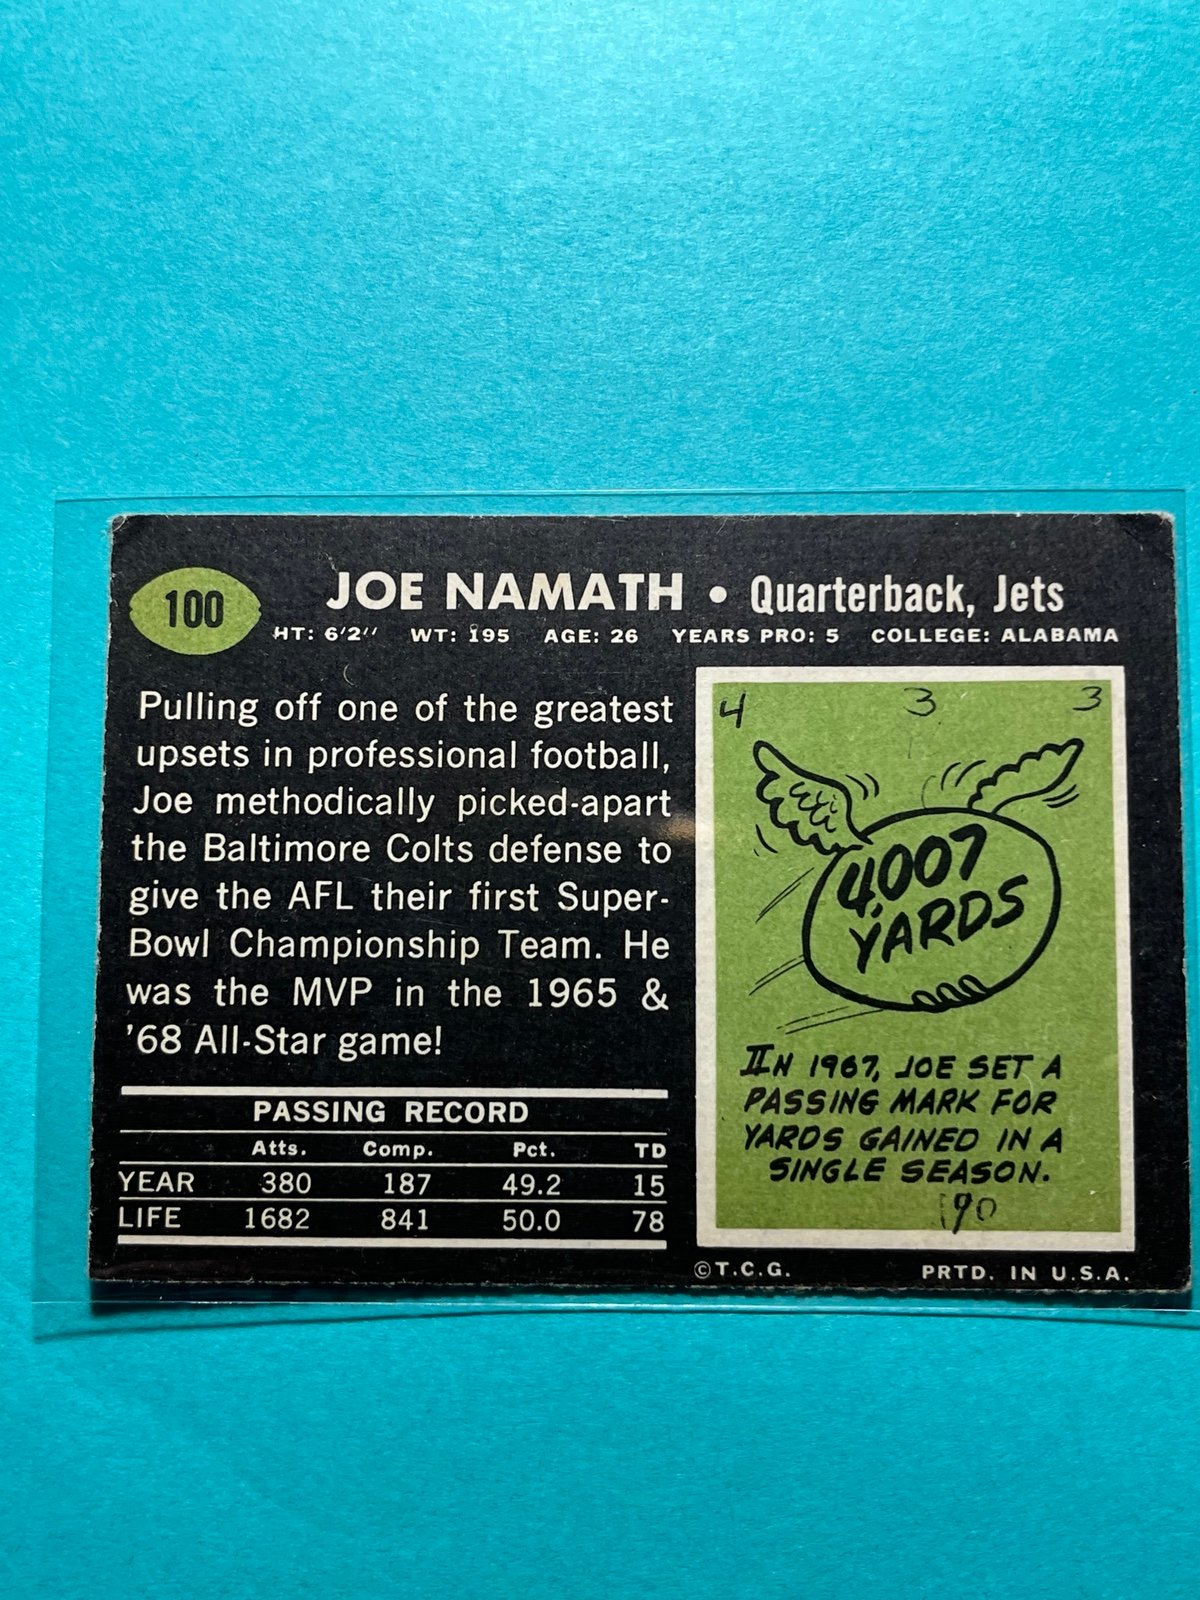 100
JOE NAMATH • Quarterback, Jets
HT: 6'2" WT: 195 AGE: 26 YEARS PRO: 5 COLLEGE: ALABAMA
Pulling off one of the greatest
upsets in professional football,
Joe methodically picked-apart
the Baltimore Colts defense to
give the AFL their first Super-
Bowl Championship Team. He
was the MVP in the 1965 &
'68 All-Star game!
PASSING RECORD
Atts. Comp. Pct. TD
YEAR 380 187 49.2 15
LIFE 1682 841 50.0 78
4 3 3
4,007
YARDS
IN 1967, JOE SET A
PASSING MARK FOR
YARDS GAINED IN A
SINGLE SEASON.
190
©T.C.G. PRTD. IN U.S.A.